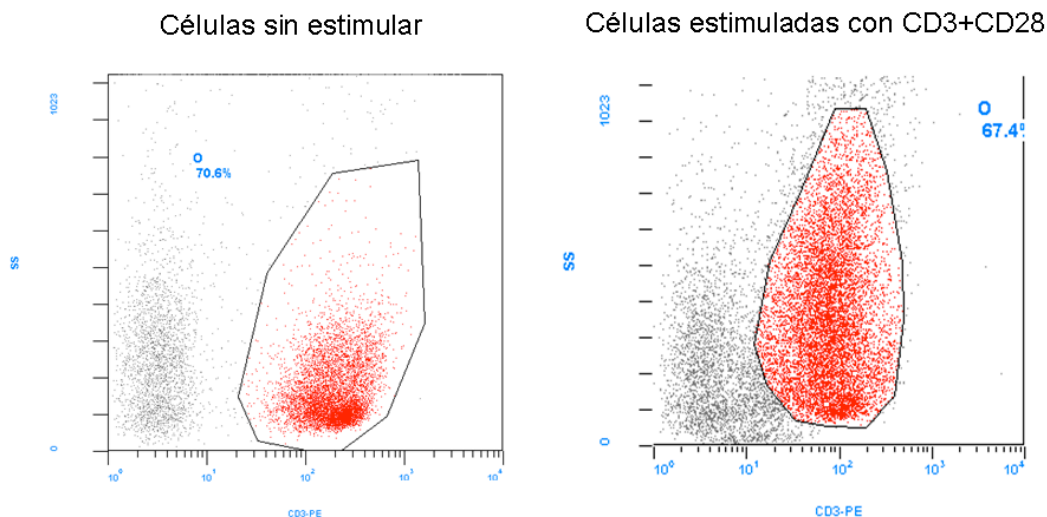 Células sin estimular
Células estimuladas con CD3+CD28
1023
O
70.6%
SS
0
10⁰
10¹
10²
10³
10⁴
CD3-PE
1023
O
67.4%
SS
0
10⁰
10¹
10²
10³
10⁴
CD3-PE